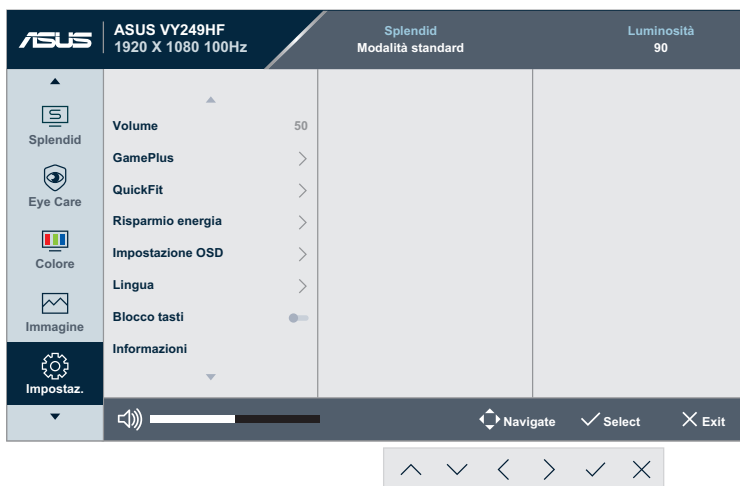 ASUS
ASUS VY249HF
1920 X 1080 100Hz
Splendid
Modalità standard
Luminosità
90
Splendid
Eye Care
Colore
Immagine
Impostaz.
Volume 50
GamePlus
QuickFit
Risparmio energia
Impostazione OSD
Lingua
Blocco tasti
Informazioni
Navigate Select Exit